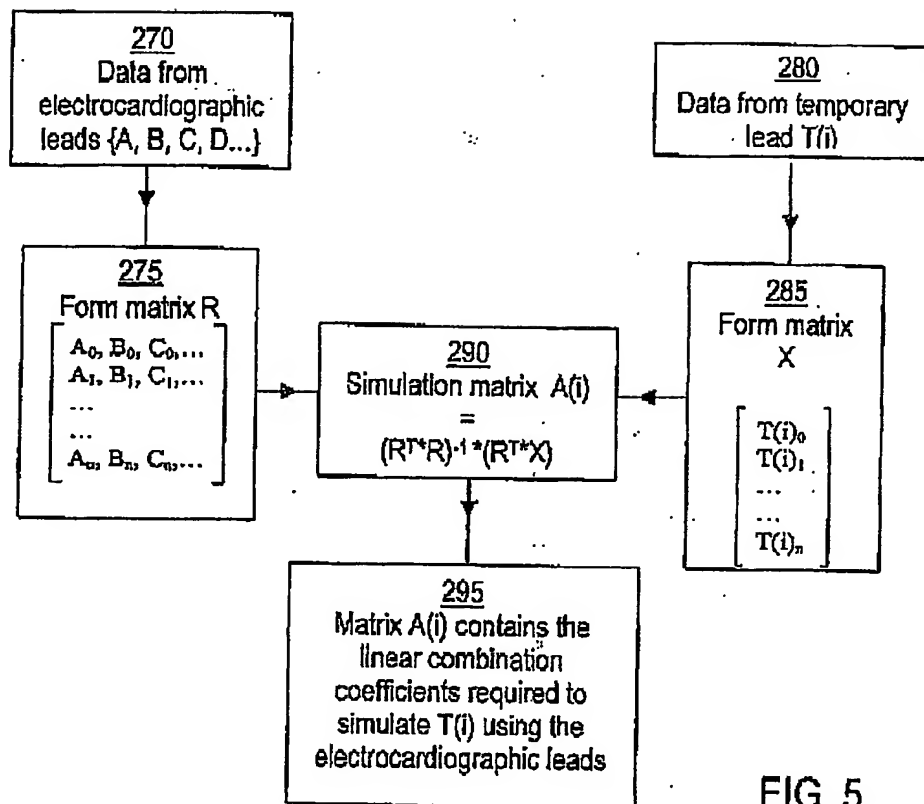 270
Data from
electrocardiographic
leads {A, B, C, D...}
280
Data from temporary
lead T(i)
275
Form matrix R
A₀, B₀, C₀,...
A₁, B₁, C₁,...
...
...
Aₙ, Bₙ, Cₙ,...
290
Simulation matrix A(i)
=
(Rᵀ*R)⁻¹*(Rᵀ*X)
285
Form matrix
X
T(i)₀
T(i)₁
...
...
T(i)ₙ
295
Matrix A(i) contains the
linear combination
coefficients required to
simulate T(i) using the
electrocardiographic leads
FIG. 5